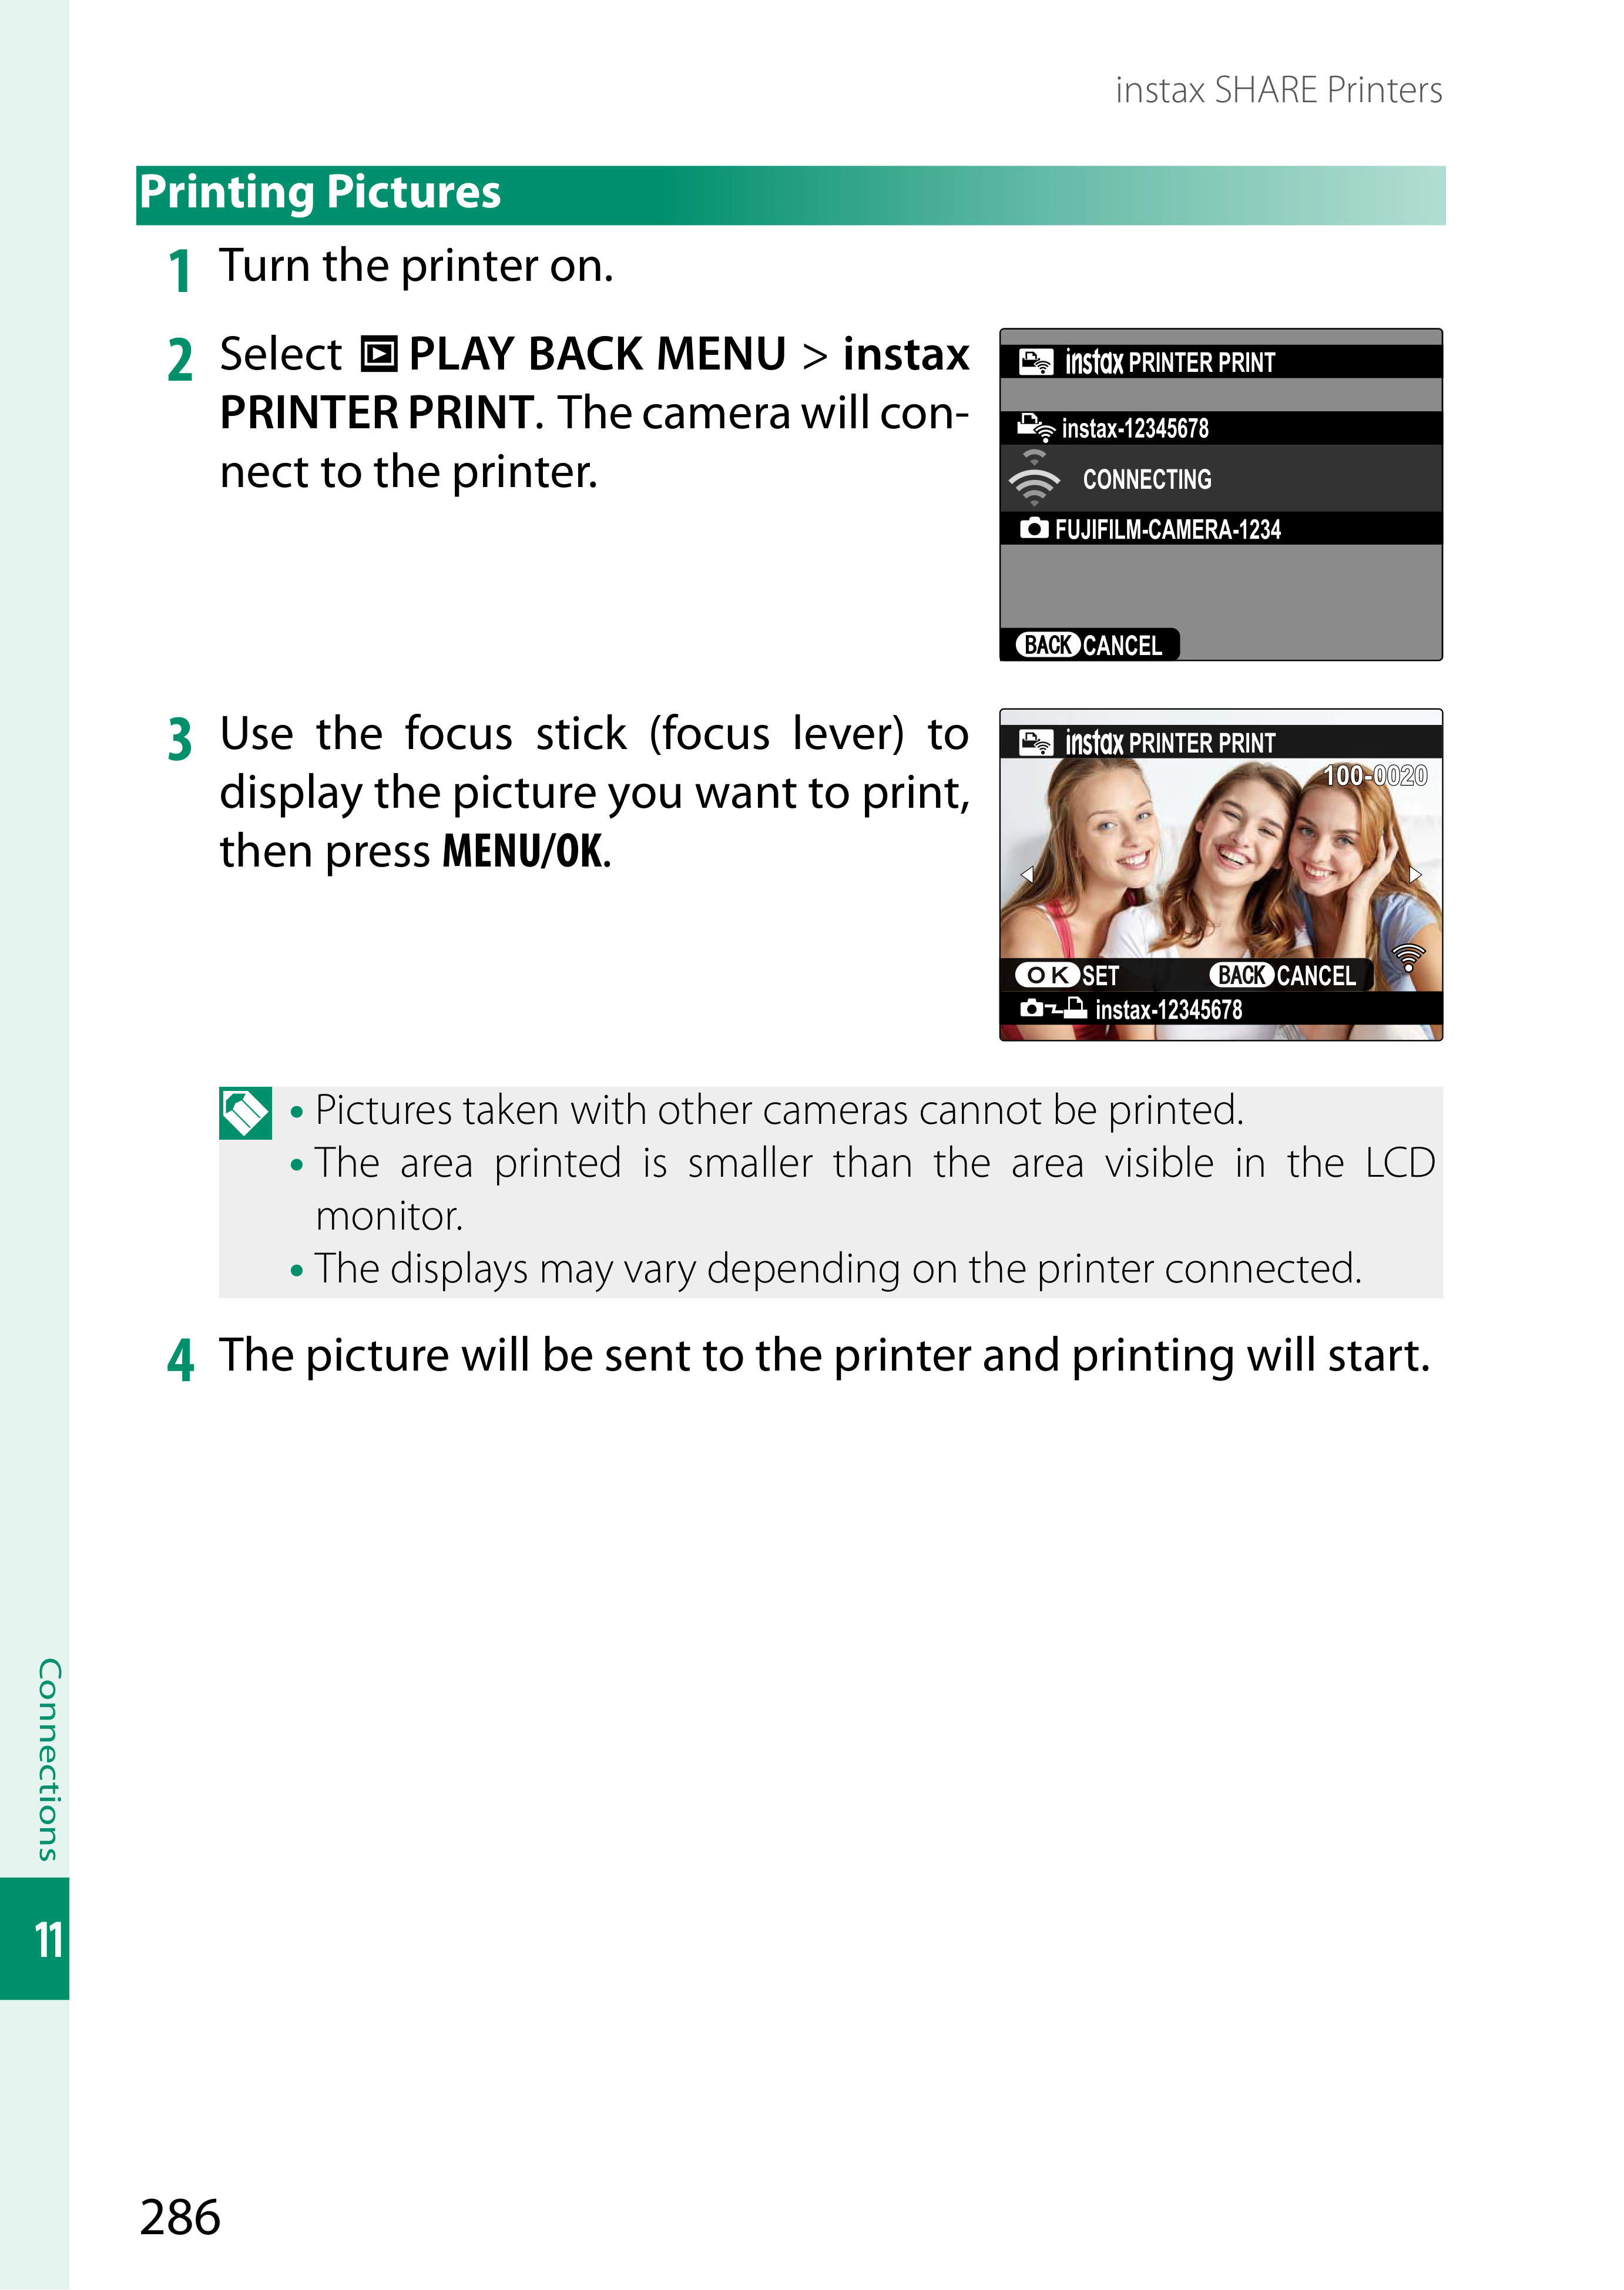 instax SHARE Printers
Printing Pictures
1 Turn the printer on.
2 Select PLAY BACK MENU > instax
PRINTER PRINT. The camera will con-
nect to the printer.
instax PRINTER PRINT
instax-12345678
CONNECTING
FUJIFILM-CAMERA-1234
BACK CANCEL
3 Use the focus stick (focus lever) to
display the picture you want to print,
then press MENU/OK.
instax PRINTER PRINT
100-0020
OK SET BACK CANCEL
instax-12345678
• Pictures taken with other cameras cannot be printed.
• The area printed is smaller than the area visible in the LCD
monitor.
• The displays may vary depending on the printer connected.
4 The picture will be sent to the printer and printing will start.
Connections
11
286